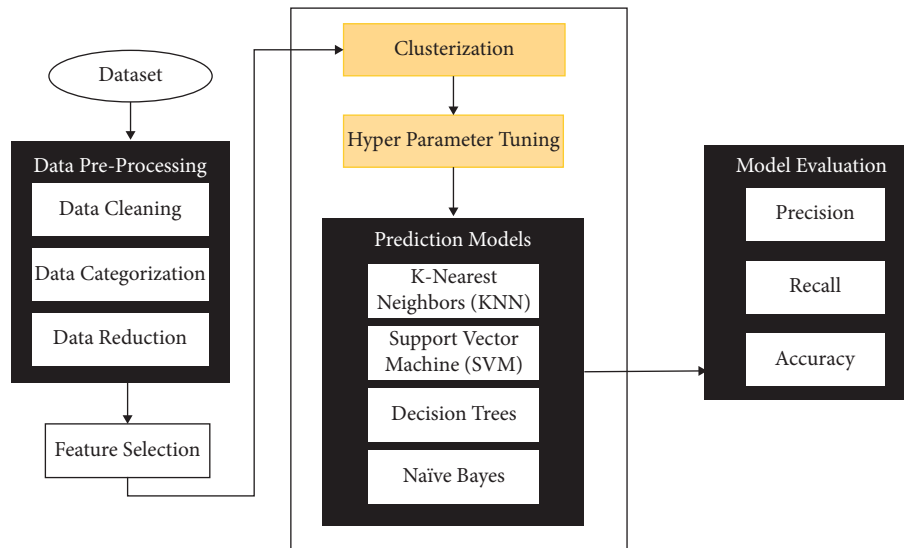 Dataset
Data Pre-Processing
Data Cleaning
Data Categorization
Data Reduction
Feature Selection
Clusterization
Hyper Parameter Tuning
Prediction Models
K-Nearest
Neighbors (KNN)
Support Vector
Machine (SVM)
Decision Trees
Naïve Bayes
Model Evaluation
Precision
Recall
Accuracy